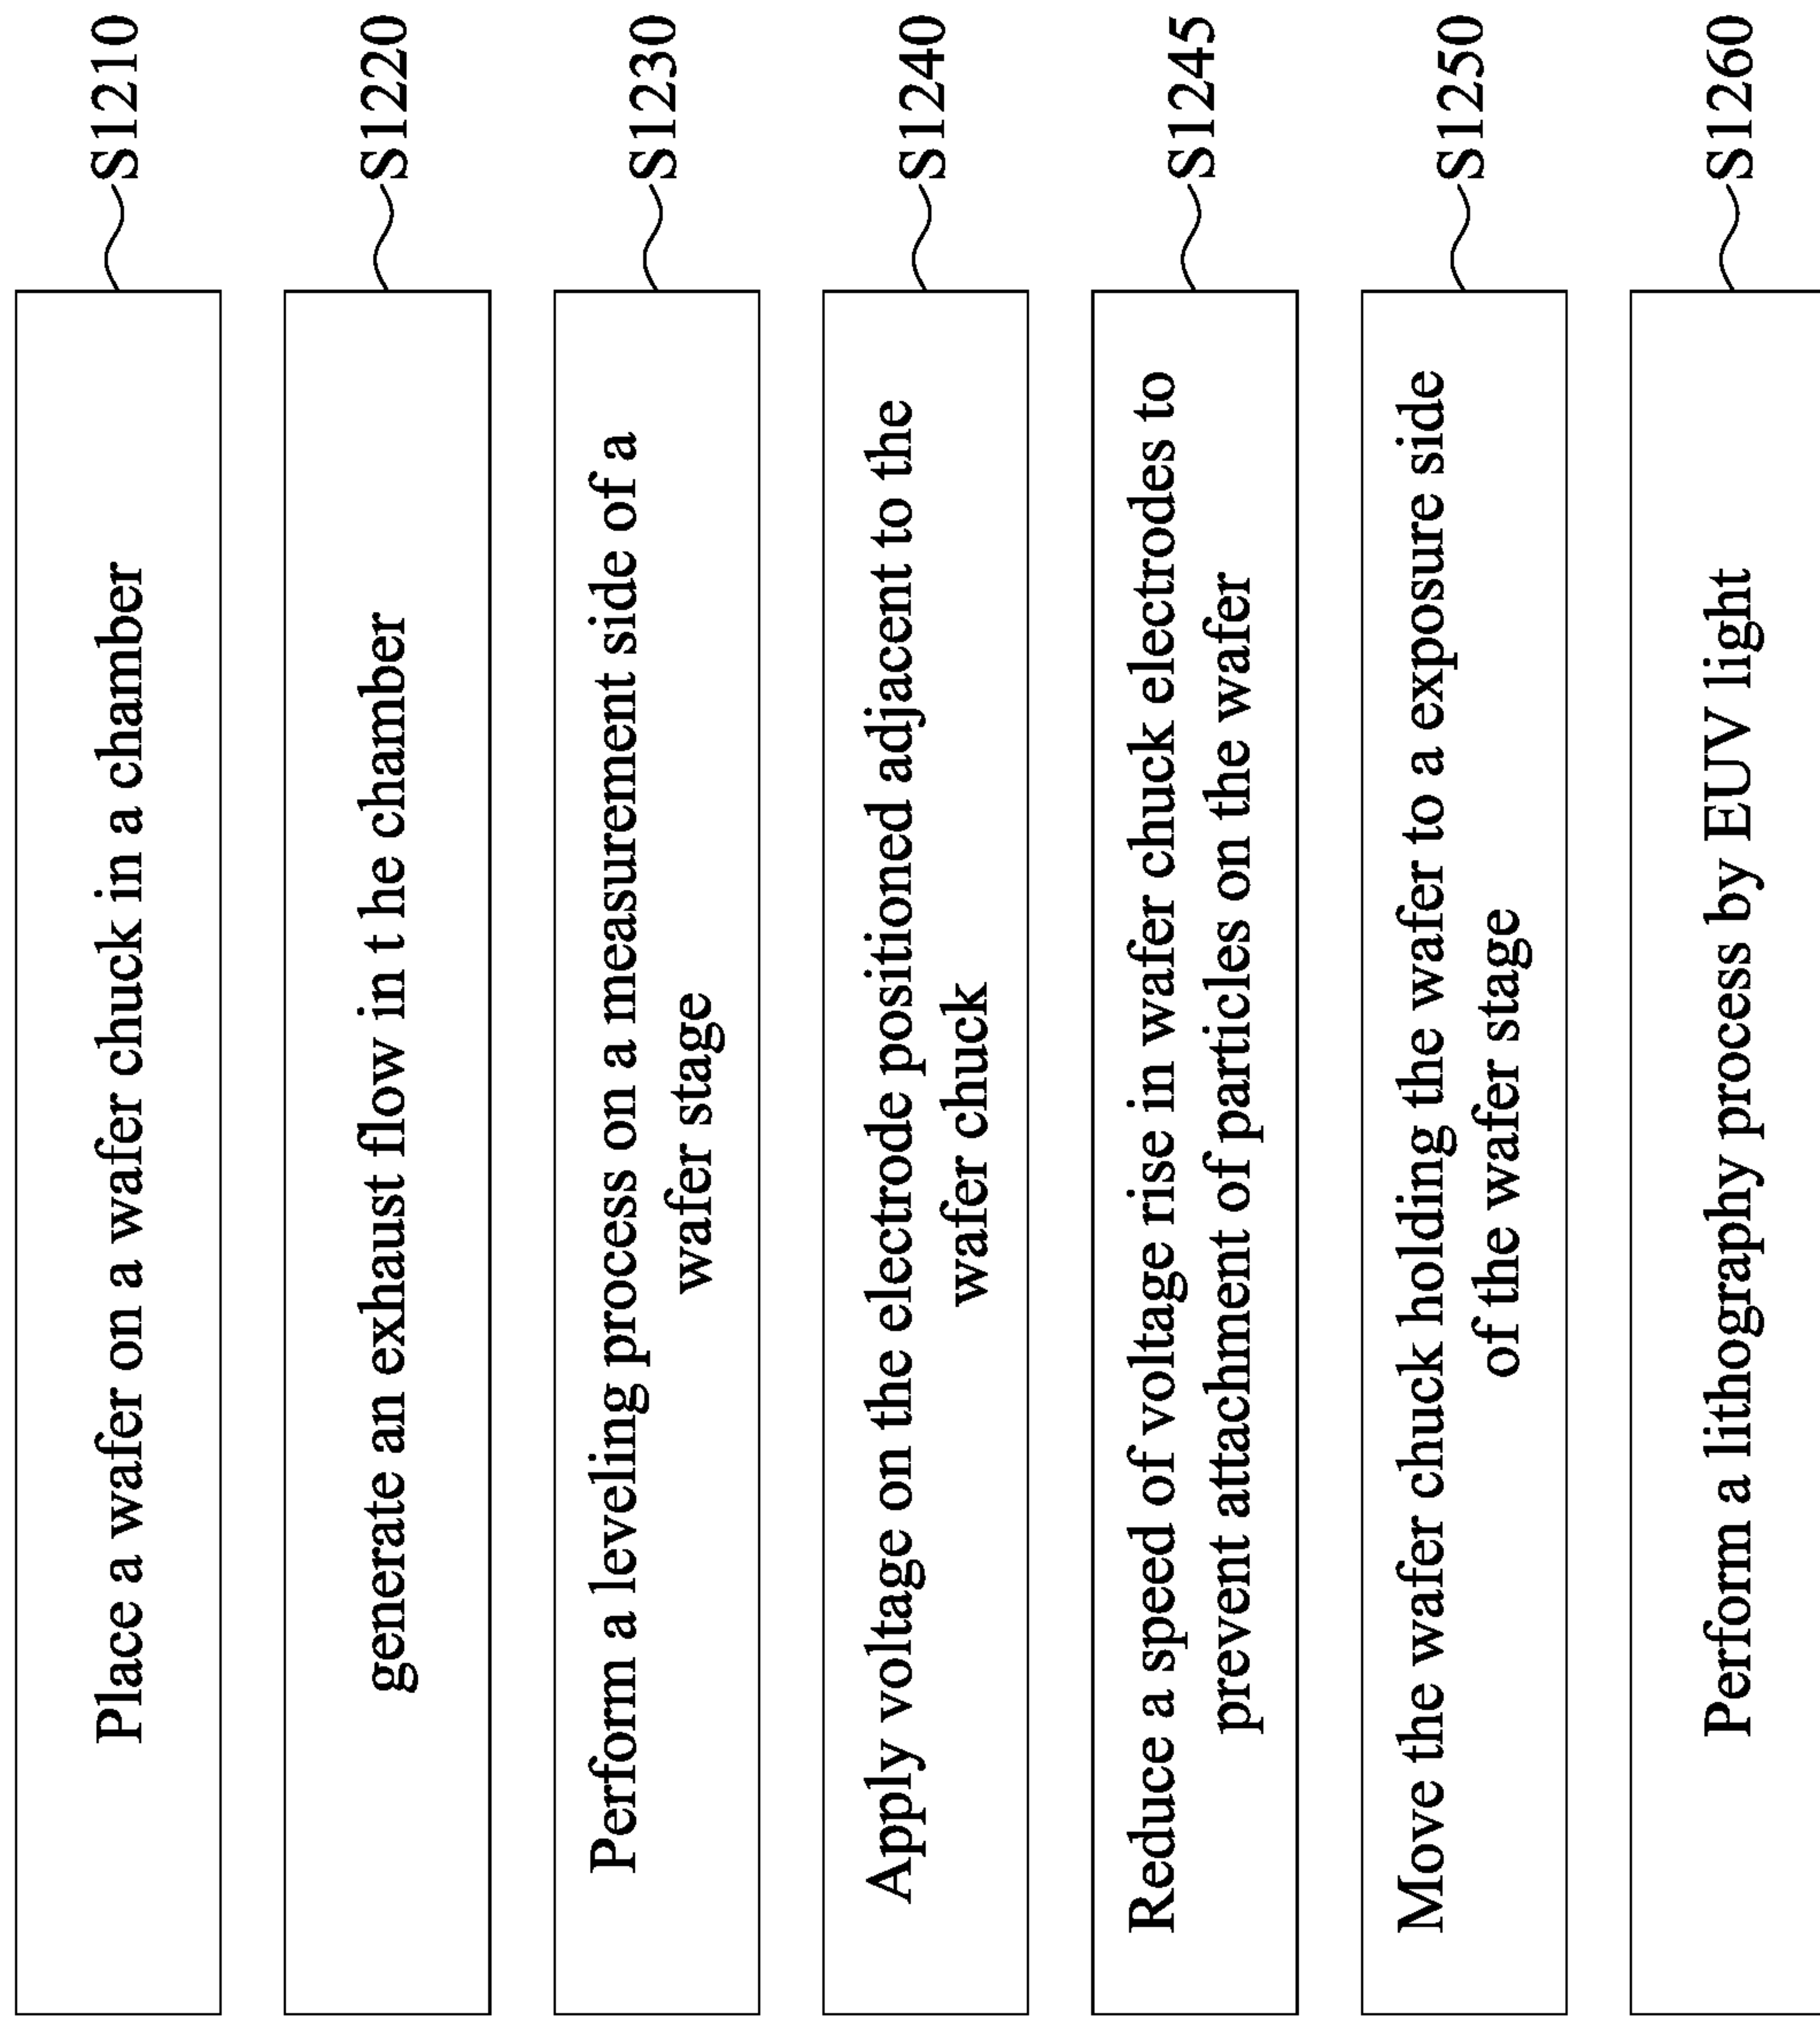 Place a wafer on a wafer chuck in a chamber
S1210
generate an exhaust flow in t he chamber
S1220
Perform a leveling process on a measurement side of a
wafer stage
S1230
Apply voltage on the electrode positioned adjacent to the
wafer chuck
S1240
Reduce a speed of voltage rise in wafer chuck electrodes to
prevent attachment of particles on the wafer
S1245
Move the wafer chuck holding the wafer to a exposure side
of the wafer stage
S1250
Perform a lithography process by EUV light
S1260